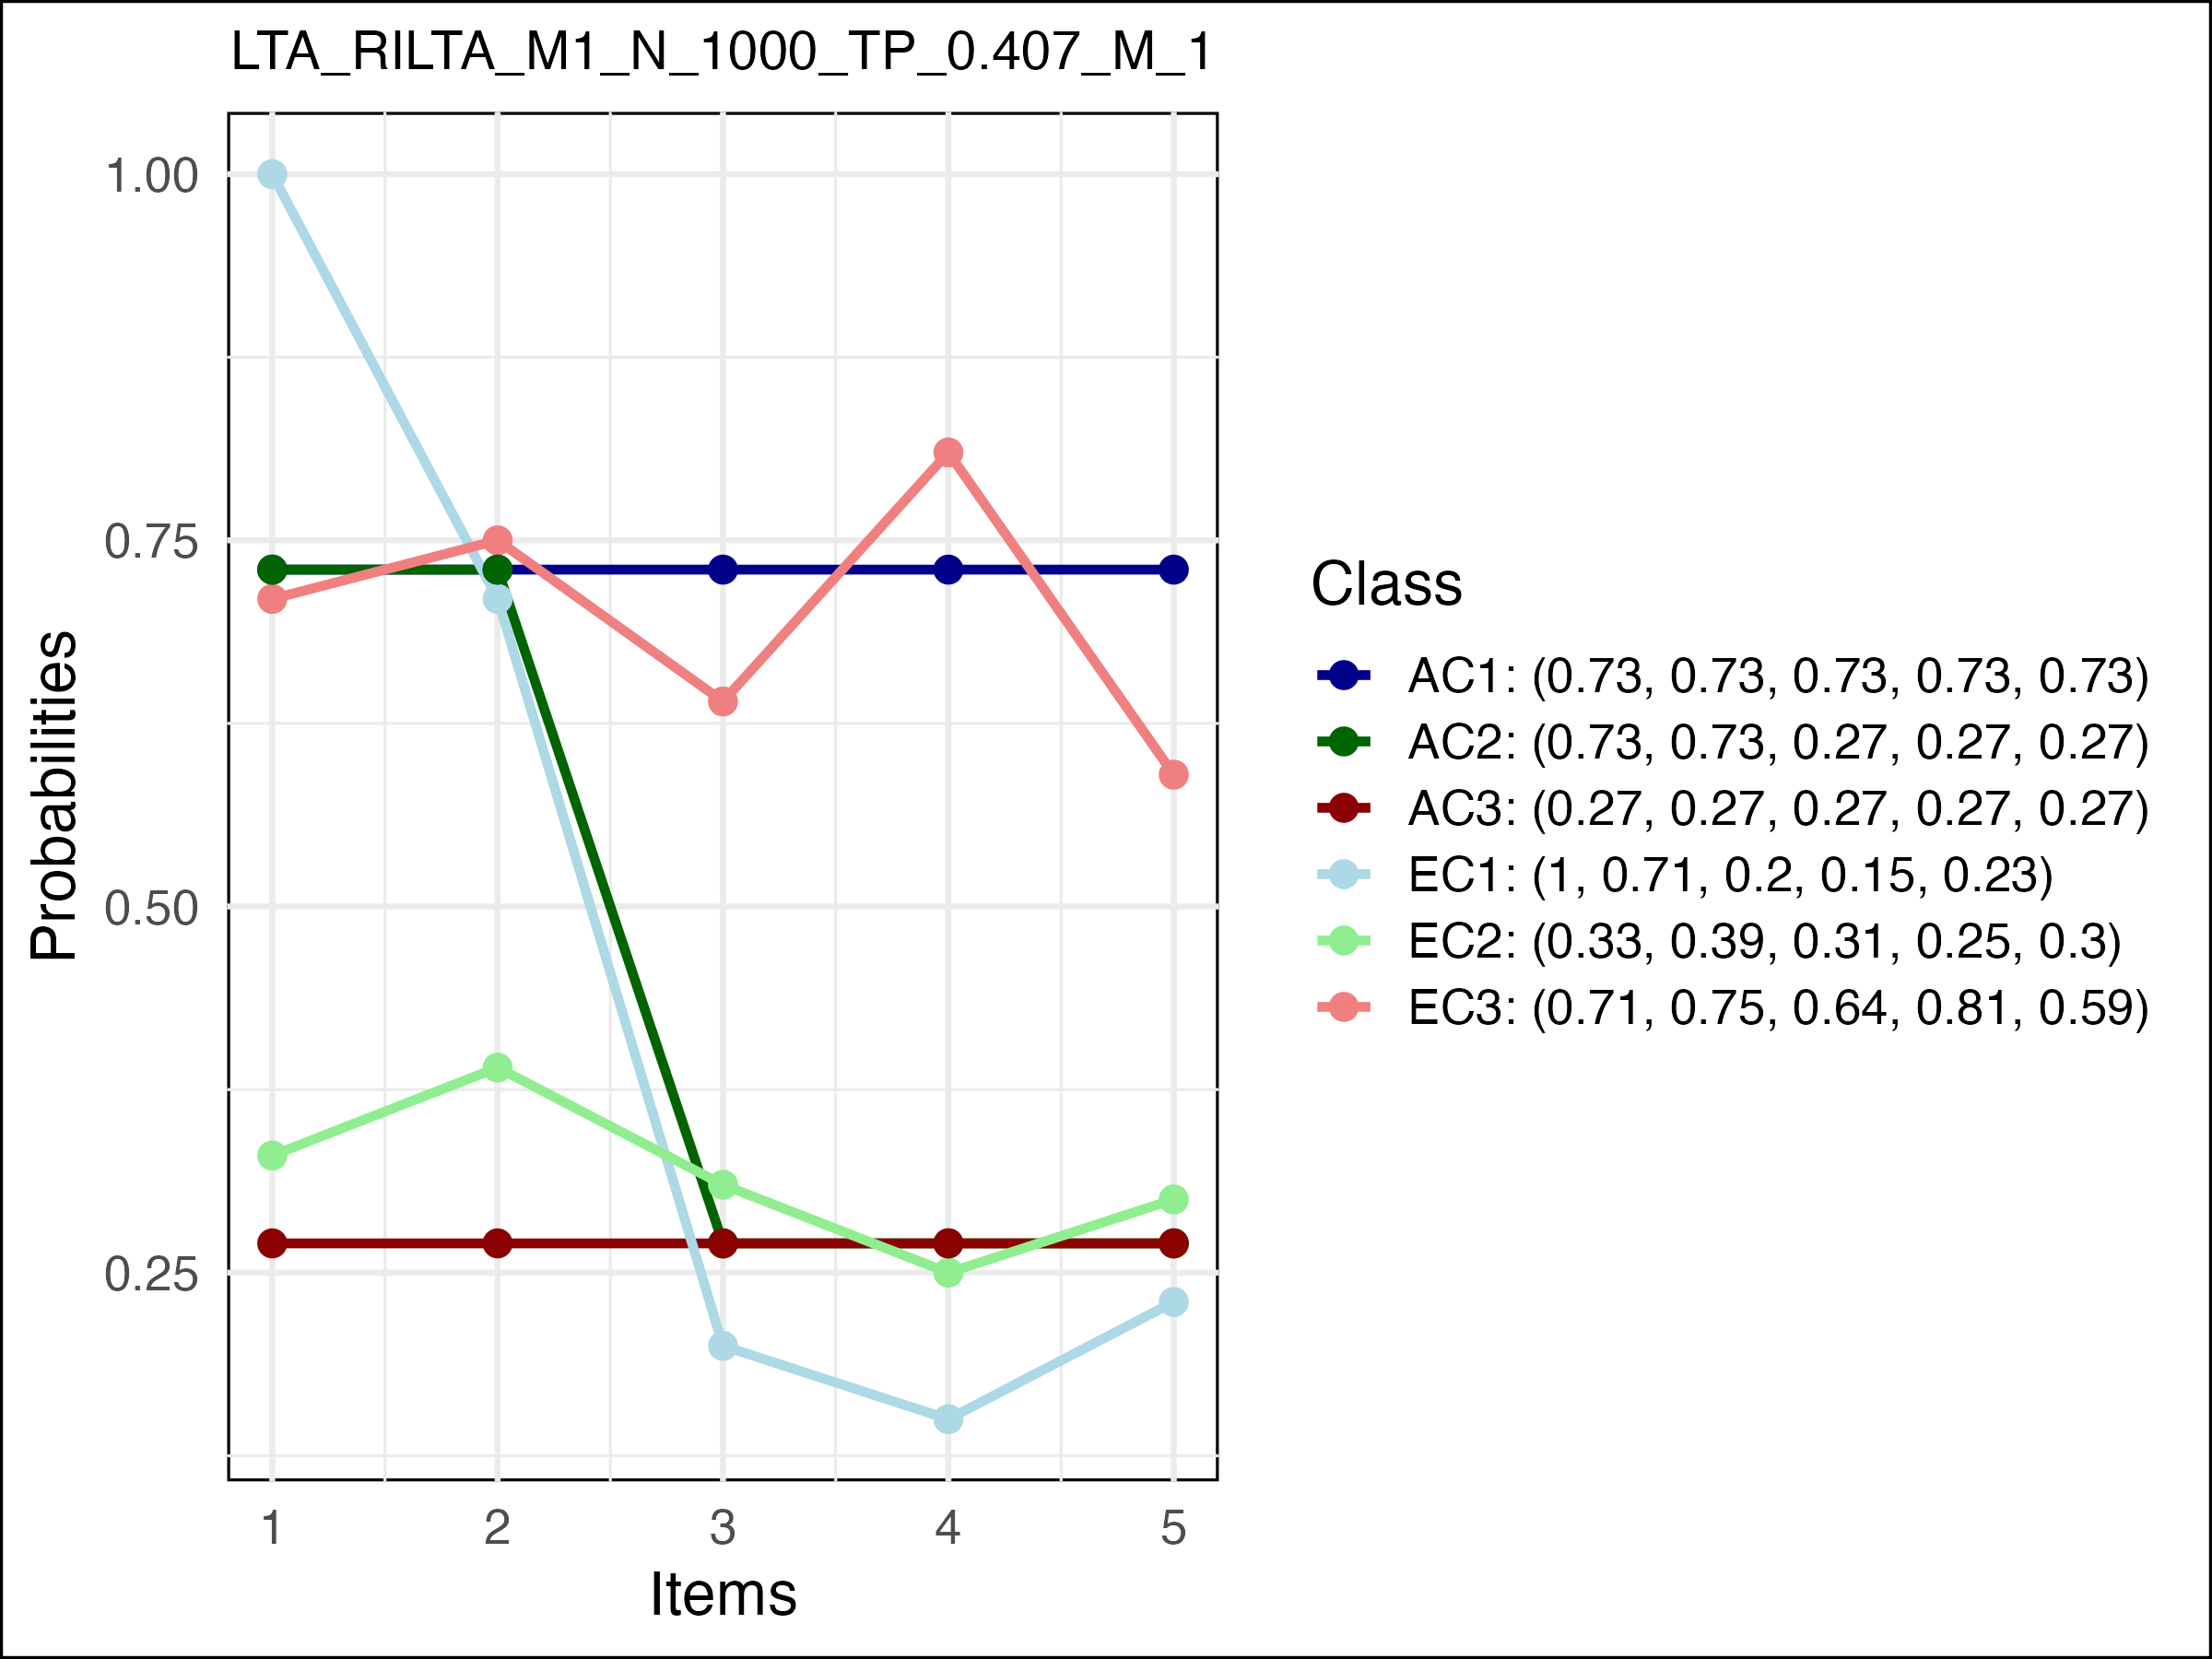 LTA_RILTA_M1_N_1000_TP_0.407_M_1
1.00
0.75
0.50
0.25
Probabilities
1 2 3 4 5
Items
Class
AC1: (0.73, 0.73, 0.73, 0.73, 0.73)
AC2: (0.73, 0.73, 0.27, 0.27, 0.27)
AC3: (0.27, 0.27, 0.27, 0.27, 0.27)
EC1: (1, 0.71, 0.2, 0.15, 0.23)
EC2: (0.33, 0.39, 0.31, 0.25, 0.3)
EC3: (0.71, 0.75, 0.64, 0.81, 0.59)